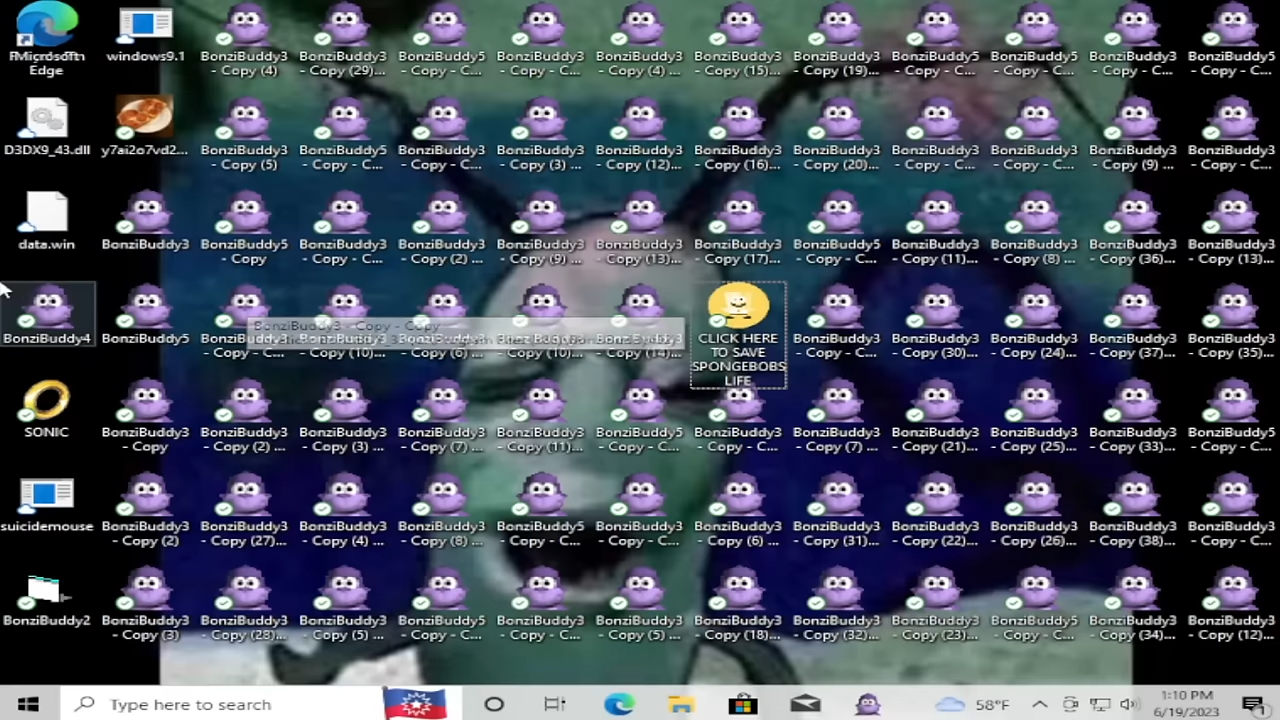 Microsoft
Edge
windows9.1
BonziBuddy3
- Copy (4)
BonziBuddy3
- Copy (29)...
BonziBuddy5
- Copy - C...
BonziBuddy3
- Copy - C...
BonziBuddy3
- Copy (4) ...
BonziBuddy3
- Copy (15)...
BonziBuddy3
- Copy (19)...
BonziBuddy5
- Copy - C...
BonziBuddy5
- Copy - C...
BonziBuddy3
- Copy - C...
BonziBuddy5
- Copy - C...
D3DX9_43.dll
y7ai2o7vd2...
BonziBuddy3
- Copy (5)
BonziBuddy5
- Copy - C...
BonziBuddy3
- Copy - C...
BonziBuddy3
- Copy (3) ...
BonziBuddy3
- Copy (12)...
BonziBuddy3
- Copy (16)...
BonziBuddy3
- Copy (20)...
BonziBuddy5
- Copy - C...
BonziBuddy3
- Copy - C...
BonziBuddy3
- Copy (9) ...
BonziBuddy3
- Copy - C...
data.win
BonziBuddy3
BonziBuddy5
- Copy
BonziBuddy3
- Copy - C...
BonziBuddy3
- Copy (2) ...
BonziBuddy3
- Copy (9) ...
BonziBuddy3
- Copy (13)...
BonziBuddy3
- Copy (17)...
BonziBuddy5
- Copy - C...
BonziBuddy3
- Copy (11)...
BonziBuddy3
- Copy (8) ...
BonziBuddy3
- Copy (36)...
BonziBuddy3
- Copy (13)...
BonziBuddy4
BonziBuddy5
BonziBuddy3 - Copy - Copy
- Copy - C...
- Copy (10)...
- Copy (6) ...
- Copy (10)...
- Copy (14)...
CLICK HERE
TO SAVE
SPONGEBOBS
LIFE
BonziBuddy3
- Copy - C...
BonziBuddy3
- Copy (30)...
BonziBuddy3
- Copy (24)...
BonziBuddy3
- Copy (37)...
BonziBuddy3
- Copy (35)...
SONIC
BonziBuddy3
- Copy
BonziBuddy3
- Copy (2) ...
BonziBuddy3
- Copy (3) ...
BonziBuddy3
- Copy (7) ...
BonziBuddy3
- Copy (11)...
BonziBuddy5
- Copy - C...
BonziBuddy3
- Copy - C...
BonziBuddy3
- Copy (7) ...
BonziBuddy3
- Copy (21)...
BonziBuddy3
- Copy (25)...
BonziBuddy3
- Copy (33)...
BonziBuddy5
- Copy - C...
suicidemouse
BonziBuddy3
- Copy (2)
BonziBuddy3
- Copy (27)...
BonziBuddy3
- Copy (4) ...
BonziBuddy3
- Copy (8) ...
BonziBuddy5
- Copy - C...
BonziBuddy3
- Copy - C...
BonziBuddy3
- Copy (6) ...
BonziBuddy3
- Copy (31)...
BonziBuddy3
- Copy (22)...
BonziBuddy3
- Copy (26)...
BonziBuddy3
- Copy (38)...
BonziBuddy3
- Copy - C...
BonziBuddy2
BonziBuddy3
- Copy (3)
BonziBuddy3
- Copy (28)...
BonziBuddy3
- Copy (5) ...
BonziBuddy5
- Copy - C...
BonziBuddy3
- Copy - C...
BonziBuddy3
- Copy (5) ...
BonziBuddy3
- Copy (18)...
BonziBuddy3
- Copy (32)...
BonziBuddy3
- Copy (23)...
BonziBuddy5
- Copy - C...
BonziBuddy3
- Copy (34)...
BonziBuddy3
- Copy (12)...
Type here to search
58°F
1:10 PM
6/19/2023
1